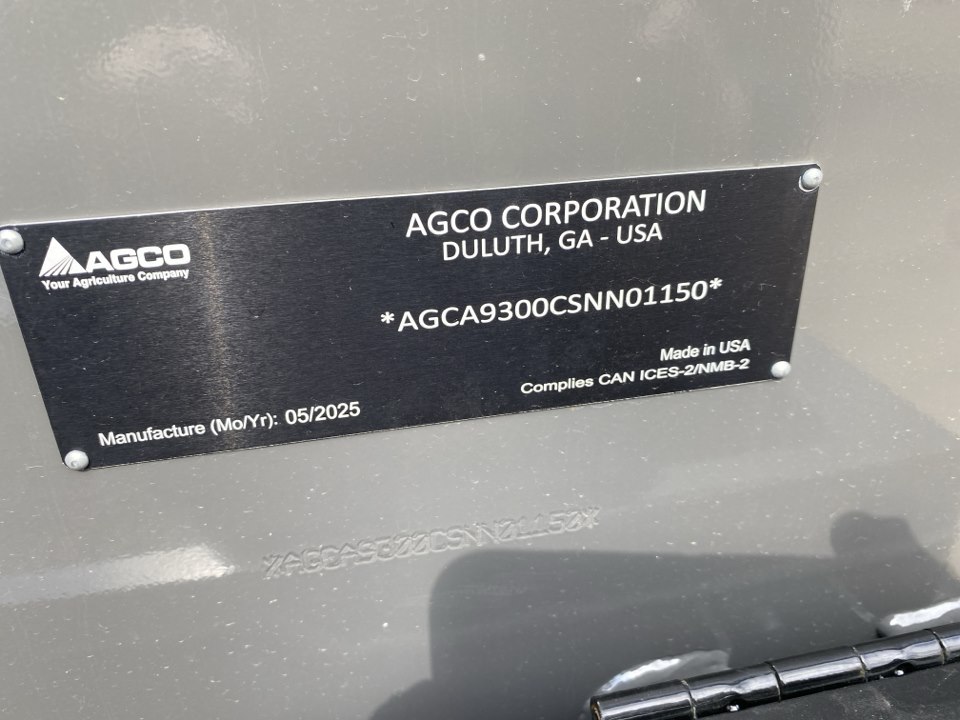 AGCO
Your Agriculture Company
AGCO CORPORATION
DULUTH, GA - USA
*AGCA9300CSNN01150*
Made in USA
Complies CAN ICES-2/NMB-2
Manufacture (Mo/Yr): 05/2025
*AGCA9300CSNN01150*